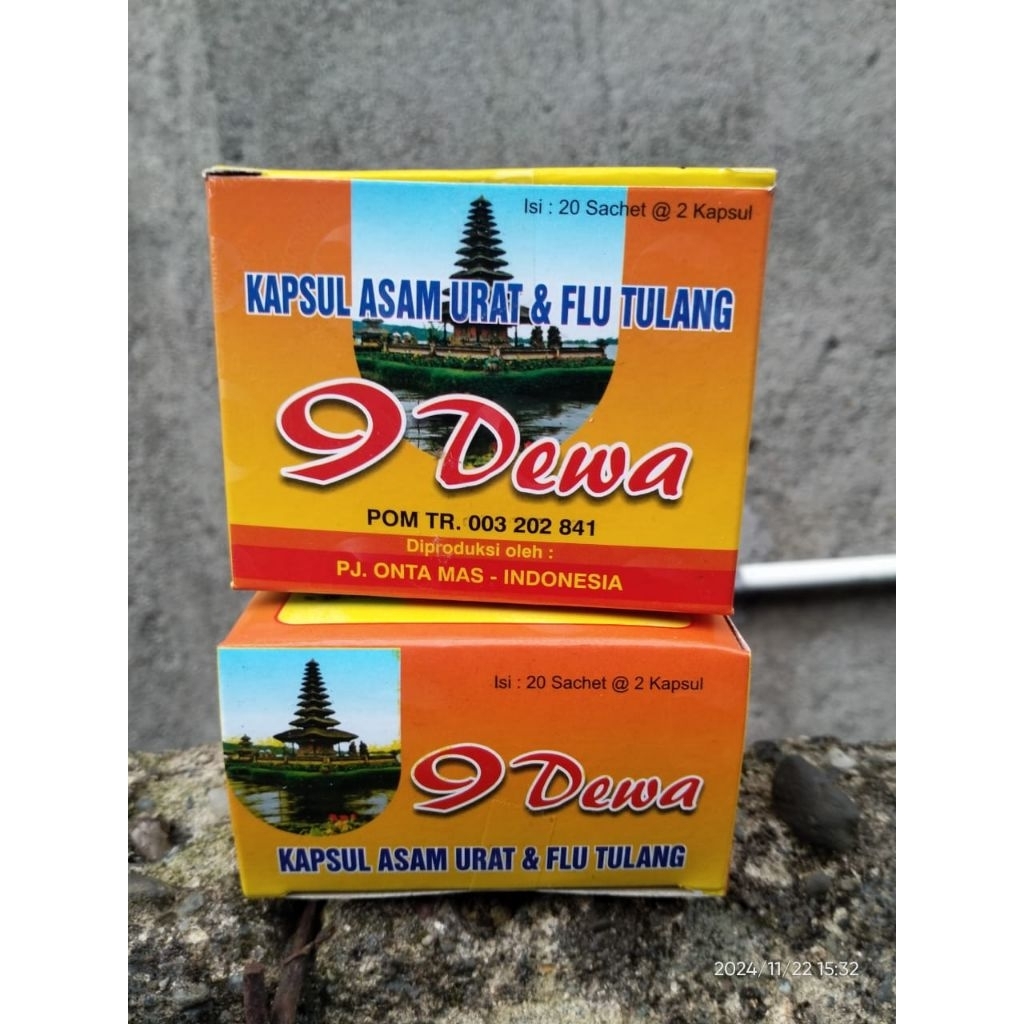 Isi : 20 Sachet @ 2 Kapsul
KAPSUL ASAM URAT & FLU TULANG
9 Dewa
POM TR. 003 202 841
Diproduksi oleh :
PJ. ONTA MAS - INDONESIA
Isi : 20 Sachet @ 2 Kapsul
9 Dewa
KAPSUL ASAM URAT & FLU TULANG
2024/11/22 15:32